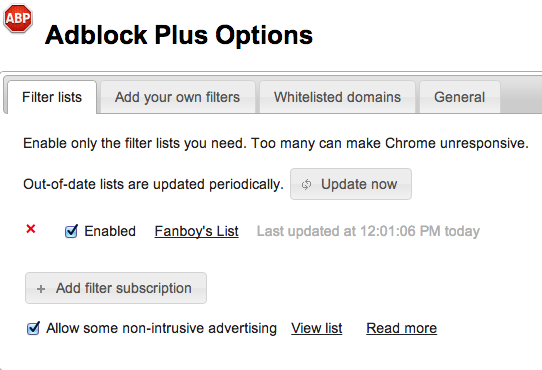 ABP
Adblock Plus Options
Filter lists Add your own filters Whitelisted domains General
Enable only the filter lists you need. Too many can make Chrome unresponsive.
Out-of-date lists are updated periodically. Update now
Enabled Fanboy's List Last updated at 12:01:06 PM today
+ Add filter subscription
Allow some non-intrusive advertising View list Read more